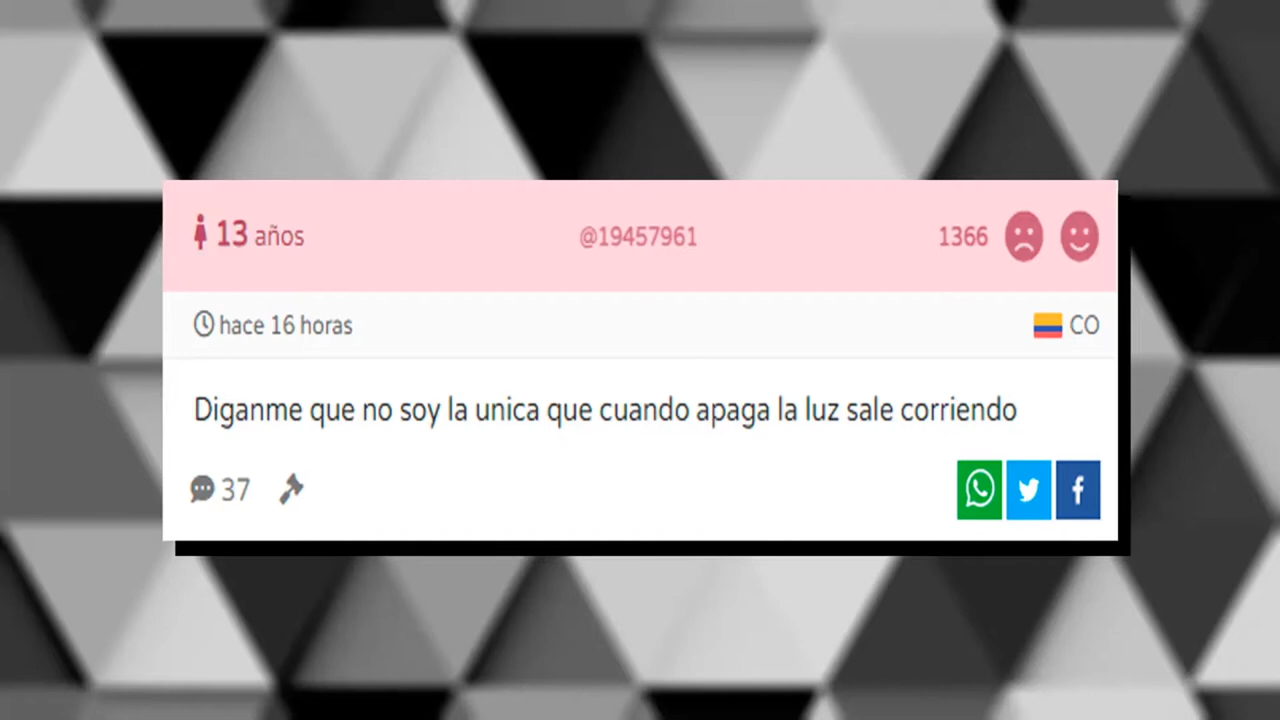 13 años @19457961 1366
hace 16 horas CO
Diganme que no soy la unica que cuando apaga la luz sale corriendo
37